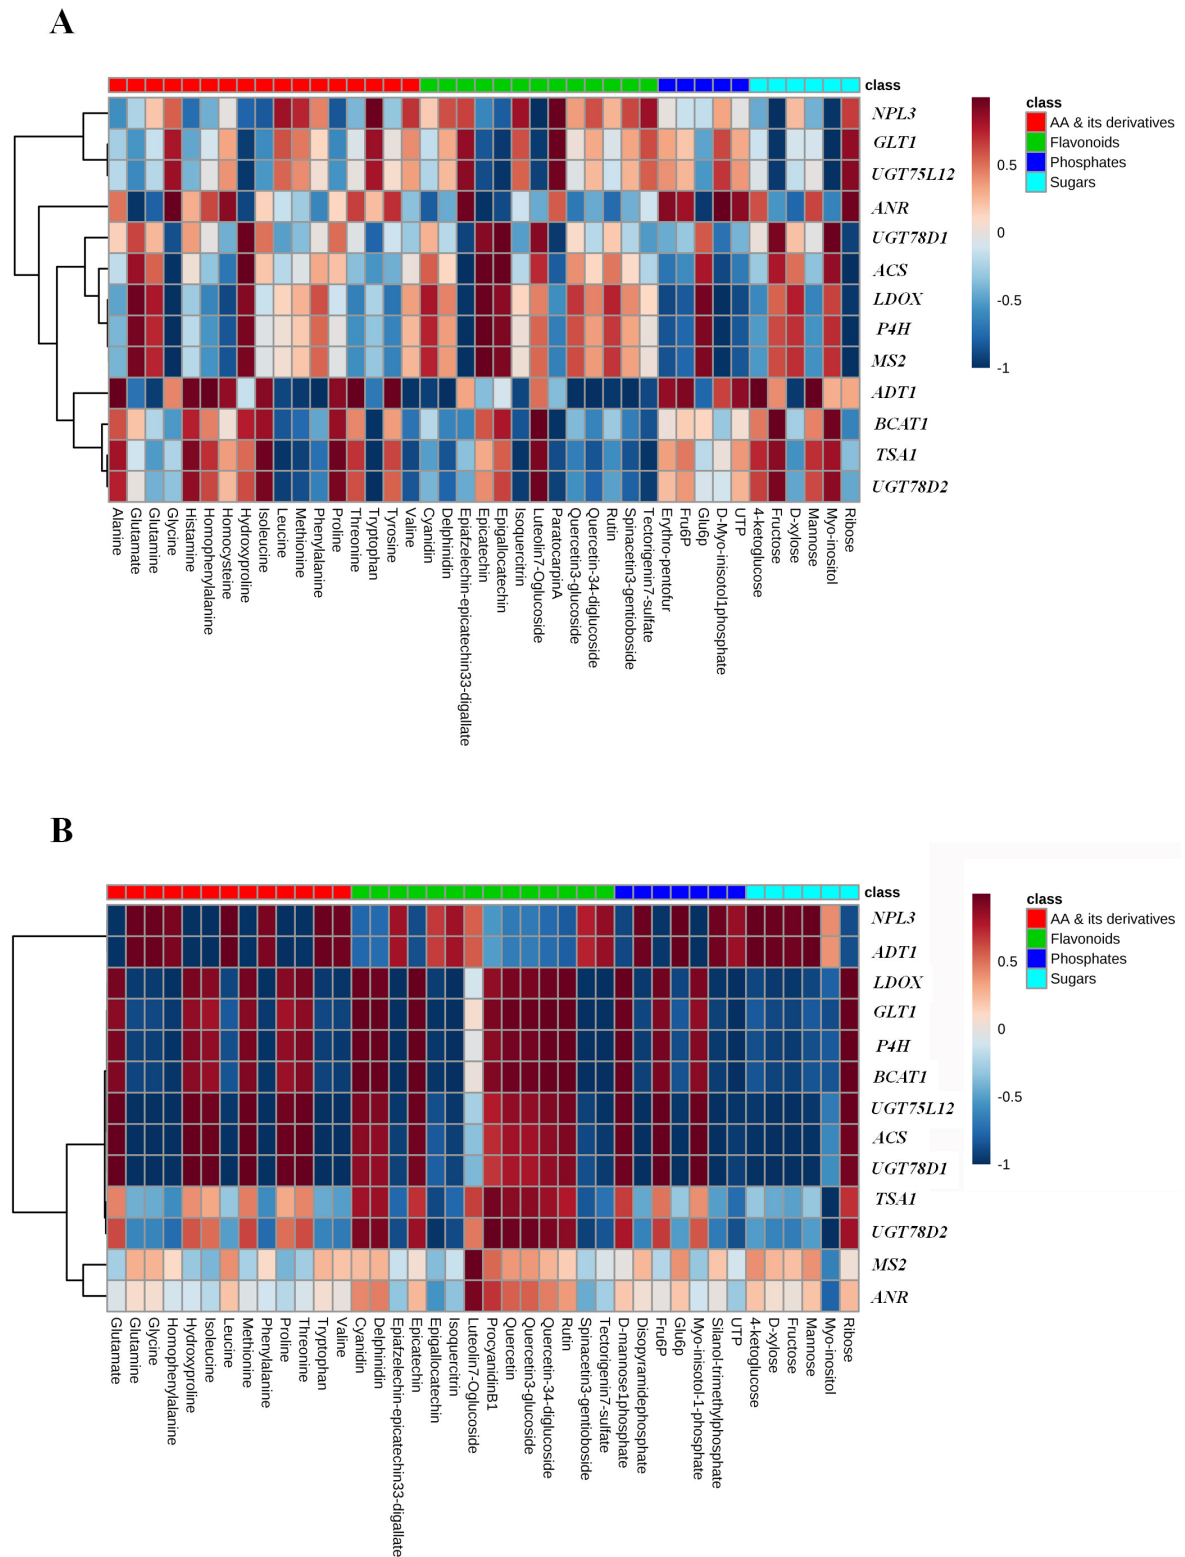 A
class
NPL3
GLT1
UGT75L12
ANR
UGT78D1
ACS
LDOX
P4H
MS2
ADT1
BCAT1
TSA1
UGT78D2
0.5
0
-0.5
-1
class
AA & its derivatives
Flavonoids
Phosphates
Sugars
Alanine
Glutamate
Glutamine
Glycine
Histamine
Homophenylalanine
Homocysteine
Hydroxyproline
Isoleucine
Leucine
Methionine
Phenylalanine
Proline
Threonine
Tryptophan
Tyrosine
Valine
Cyanidin
Delphinidin
Epiafzelechin-epicatechin33-digallate
Epicatechin
Epigallocatechin
Isoquercitrin
Luteolin7-Oglucoside
ParatocarpinA
Quercetin3-glucoside
Quercetin-34-diglucoside
Rutin
Spinacetin3-gentioboside
Tectorigenin7-sulfate
Erythro-pentofur
Fru6P
Glu6p
D-Myo-inisotol1phosphate
UTP
4-ketoglucose
Fructose
D-xylose
Mannose
Myo-inositol
Ribose
B
class
NPL3
ADT1
LDOX
GLT1
P4H
BCAT1
UGT75L12
ACS
UGT78D1
TSA1
UGT78D2
MS2
ANR
0.5
0
-0.5
-1
class
AA & its derivatives
Flavonoids
Phosphates
Sugars
Glutamate
Glutamine
Glycine
Homophenylalanine
Hydroxyproline
Isoleucine
Leucine
Methionine
Phenylalanine
Proline
Threonine
Tryptophan
Valine
Cyanidin
Delphinidin
Epiafzelechin-epicatechin33-digallate
Epicatechin
Epigallocatechin
Isoquercitrin
Luteolin7-Oglucoside
ProcyanidinB1
Quercetin
Quercetin3-glucoside
Quercetin-34-diglucoside
Rutin
Spinacetin3-gentioboside
Tectorigenin7-sulfate
D-mannose1phosphate
Disopyramidephosphate
Fru6P
Glu6p
Myo-inisotol-1-phosphate
Silanol-trimethylphosphate
UTP
4-ketoglucose
D-xylose
Fructose
Mannose
Myo-inositol
Ribose